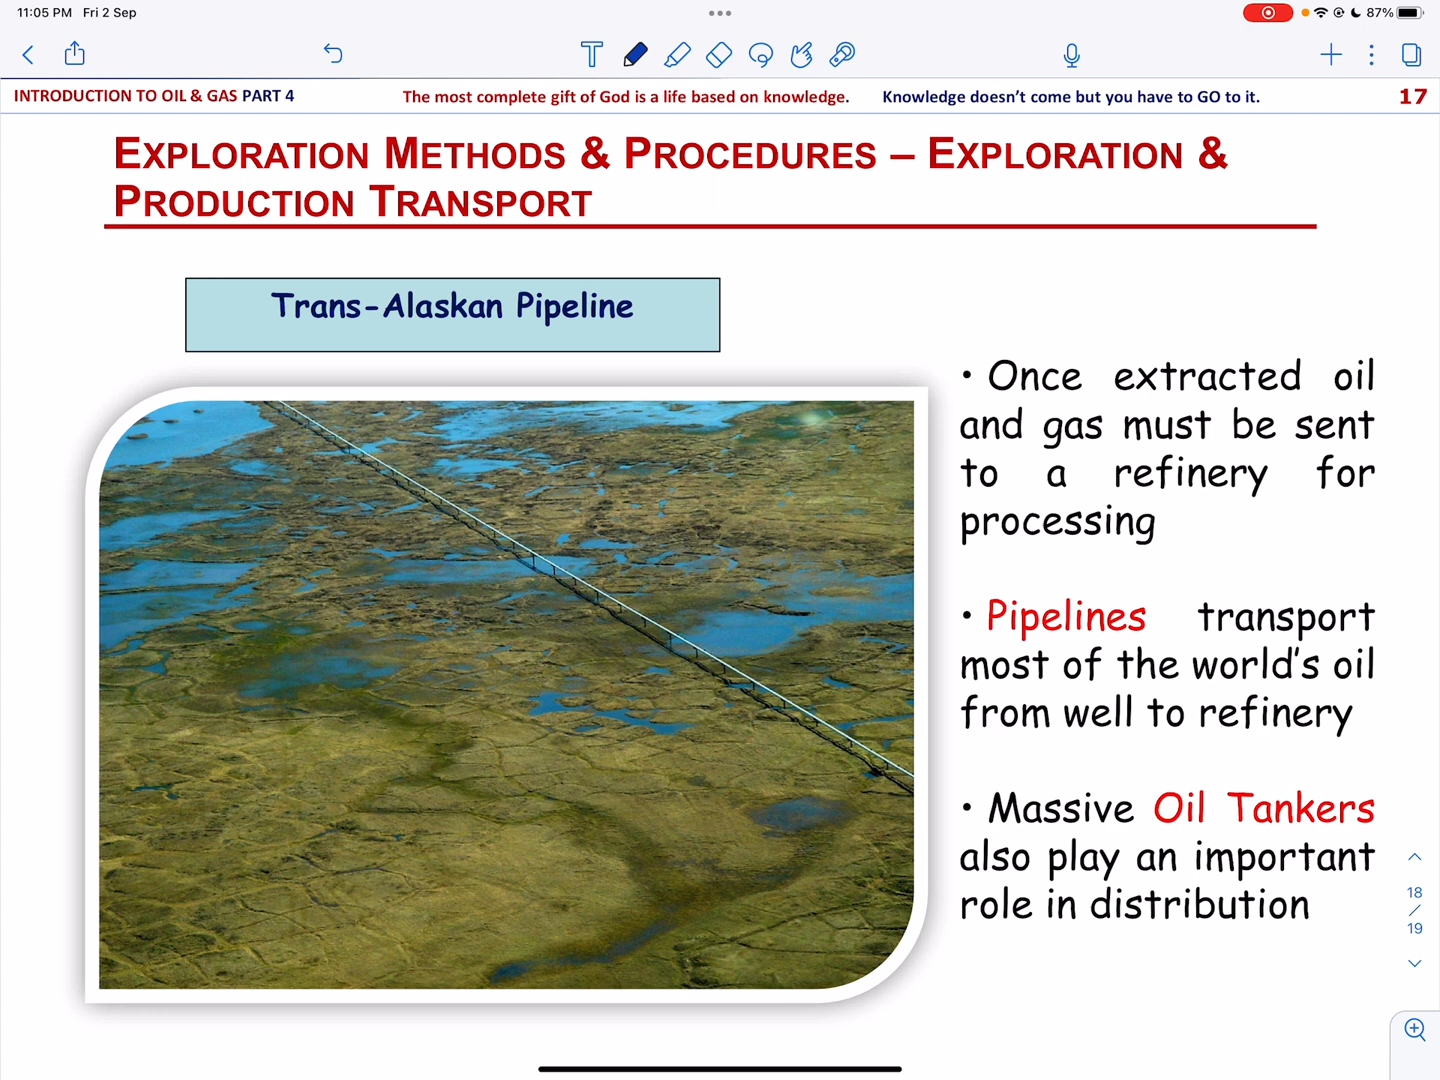 11:05 PM Fri 2 Sep
87%
INTRODUCTION TO OIL & GAS PART 4 The most complete gift of God is a life based on knowledge. Knowledge doesn't come but you have to GO to it. 17
EXPLORATION METHODS & PROCEDURES – EXPLORATION &
PRODUCTION TRANSPORT
Trans-Alaskan Pipeline
• Once extracted oil
and gas must be sent
to a refinery for
processing
• Pipelines transport
most of the world's oil
from well to refinery
• Massive Oil Tankers
also play an important
role in distribution
18
/
19